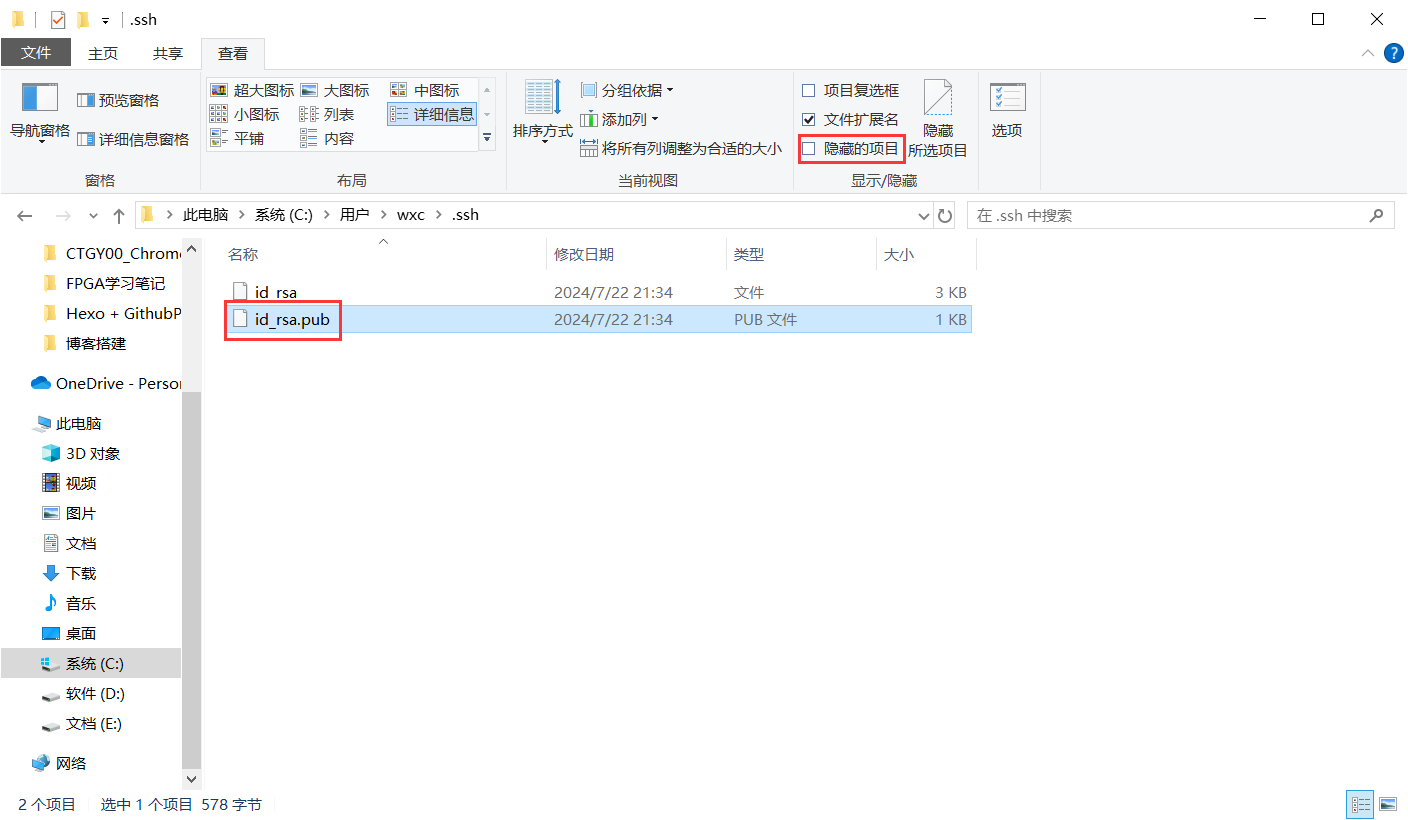 .ssh
文件 主页 共享 查看
导航窗格
预览窗格
详细信息窗格
窗格
超大图标 大图标 中图标
小图标 列表 详细信息
平铺 内容
布局
排序方式
分组依据
添加列
将所有列调整为合适的大小
当前视图
项目复选框
文件扩展名
隐藏的项目
隐藏
所选项目
显示/隐藏
选项
此电脑 > 系统 (C:) > 用户 > wxc > .ssh
在 .ssh 中搜索
CTGY00_Chrom
FPGA学习笔记
Hexo + GithubP
博客搭建
OneDrive - Person
此电脑
3D 对象
视频
图片
文档
下载
音乐
桌面
系统 (C:)
软件 (D:)
文档 (E:)
网络
名称 修改日期 类型 大小
id_rsa 2024/7/22 21:34 文件 3 KB
id_rsa.pub 2024/7/22 21:34 PUB 文件 1 KB
2 个项目 选中 1 个项目 578 字节